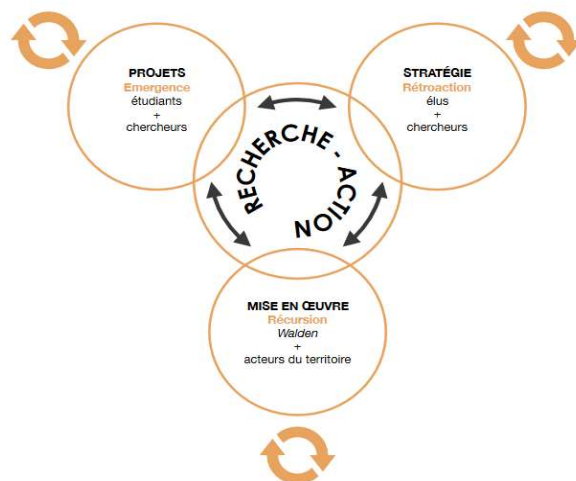 PROJETS
Emergence
étudiants
+
chercheurs
STRATÉGIE
Rétroaction
élus
+
chercheurs
RECHERCHE - ACTION
MISE EN ŒUVRE
Récursion
Walden
+
acteurs du territoire